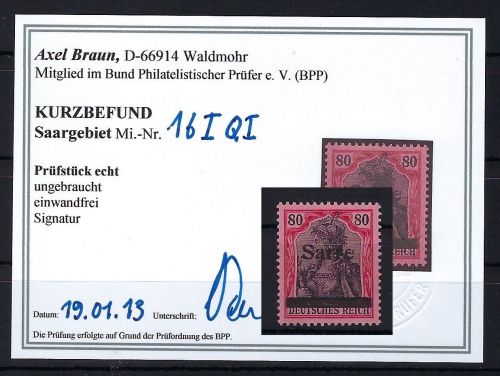 Axel Braun, D-66914 Waldmohr
Mitglied im Bund Philatelistischer Prüfer e. V. (BPP)
KURZBEFUND
Saargebiet Mi.-Nr. 16 I Q I
Prüfstück echt
ungebraucht
einwandfrei
Signatur
80 80
REICH
80 80
Sarre
DEUTSCHES REICH
Datum: 19.01.13 Unterschrift:
Die Prüfung erfolgte auf Grund der Prüfordnung des BPP.